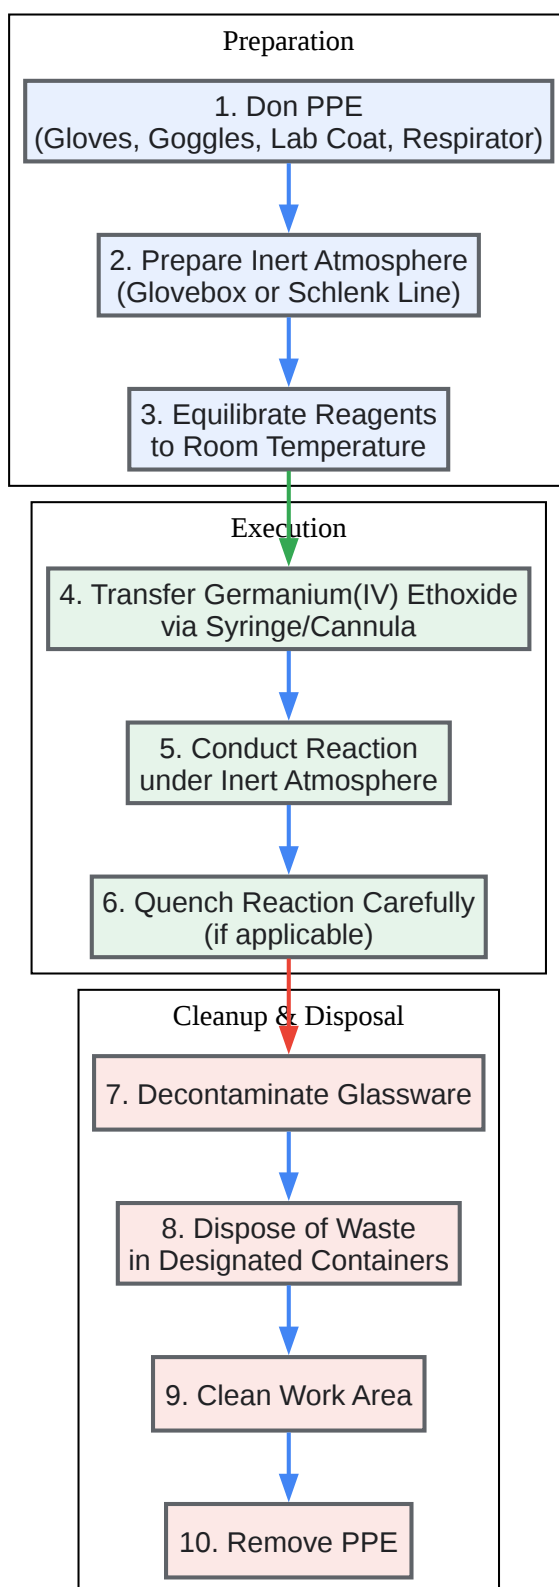 Preparation
1. Don PPE
(Gloves, Goggles, Lab Coat, Respirator)
2. Prepare Inert Atmosphere
(Glovebox or Schlenk Line)
3. Equilibrate Reagents
to Room Temperature
Execution
4. Transfer Germanium(IV) Ethoxide
via Syringe/Cannula
5. Conduct Reaction
under Inert Atmosphere
6. Quench Reaction Carefully
(if applicable)
Cleanup & Disposal
7. Decontaminate Glassware
8. Dispose of Waste
in Designated Containers
9. Clean Work Area
10. Remove PPE